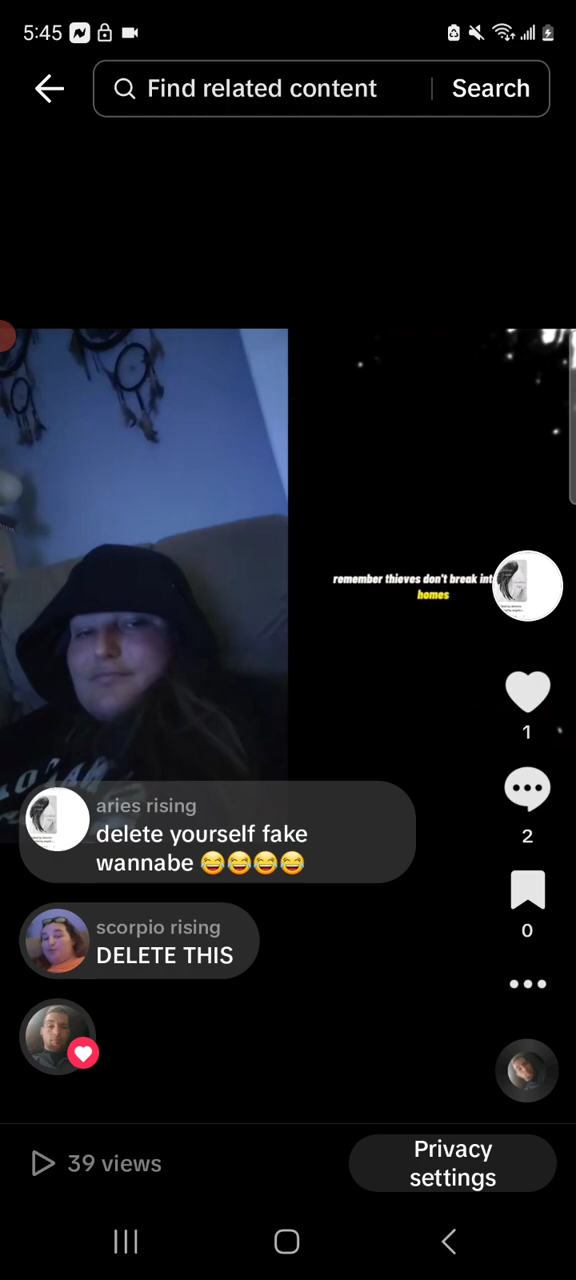 5:45
Find related content
Search
remember thieves don't break int
homes
1
2
0
aries rising
delete yourself fake
wannabe 😂😂😂😂
scorpio rising
DELETE THIS
39 views
Privacy
settings